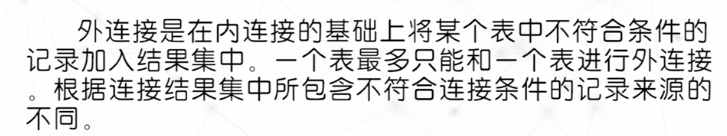 外连接是在内连接的基础上将某个表中不符合条件的
记录加入结果集中。一个表最多只能和一个表进行外连接
。根据连接结果集中所包含不符合连接条件的记录来源的
不同。